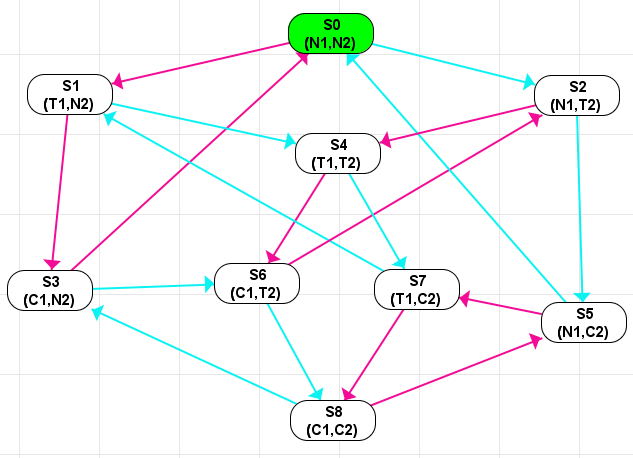 S0
(N1,N2)
S1
(T1,N2)
S2
(N1,T2)
S4
(T1,T2)
S3
(C1,N2)
S6
(C1,T2)
S7
(T1,C2)
S5
(N1,C2)
S8
(C1,C2)